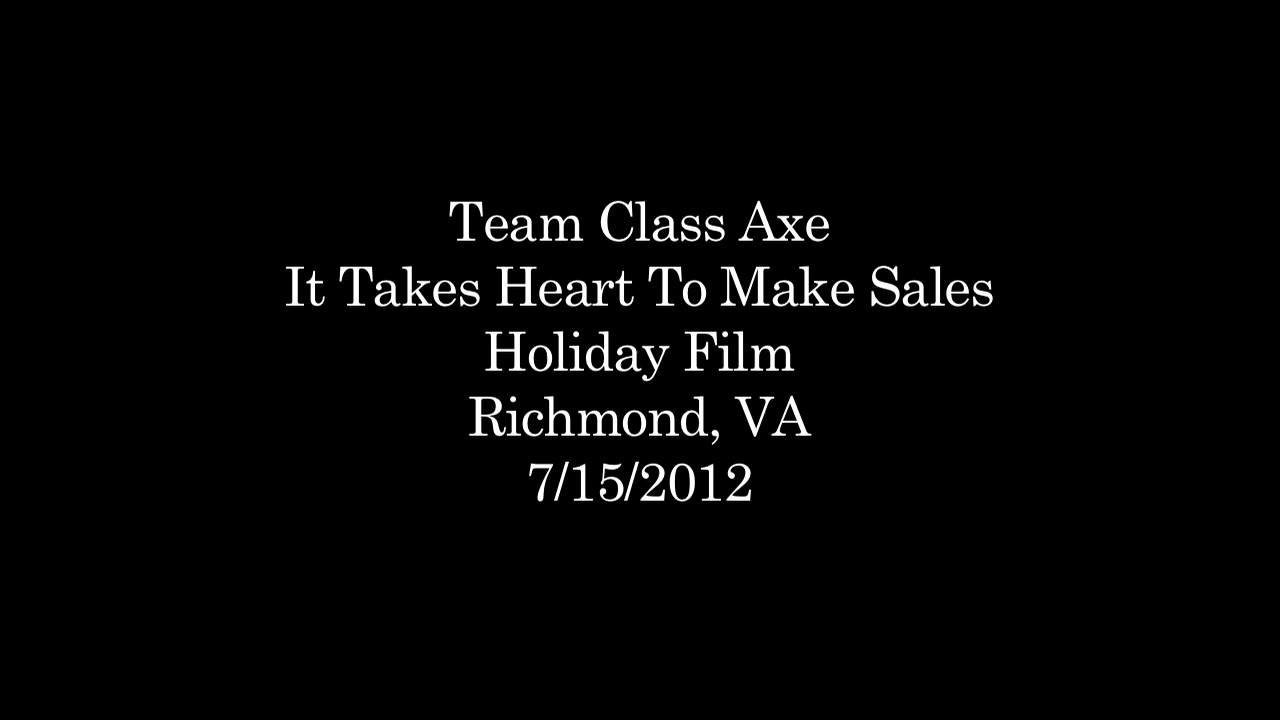 Team Class Axe
It Takes Heart To Make Sales
Holiday Film
Richmond, VA
7/15/2012